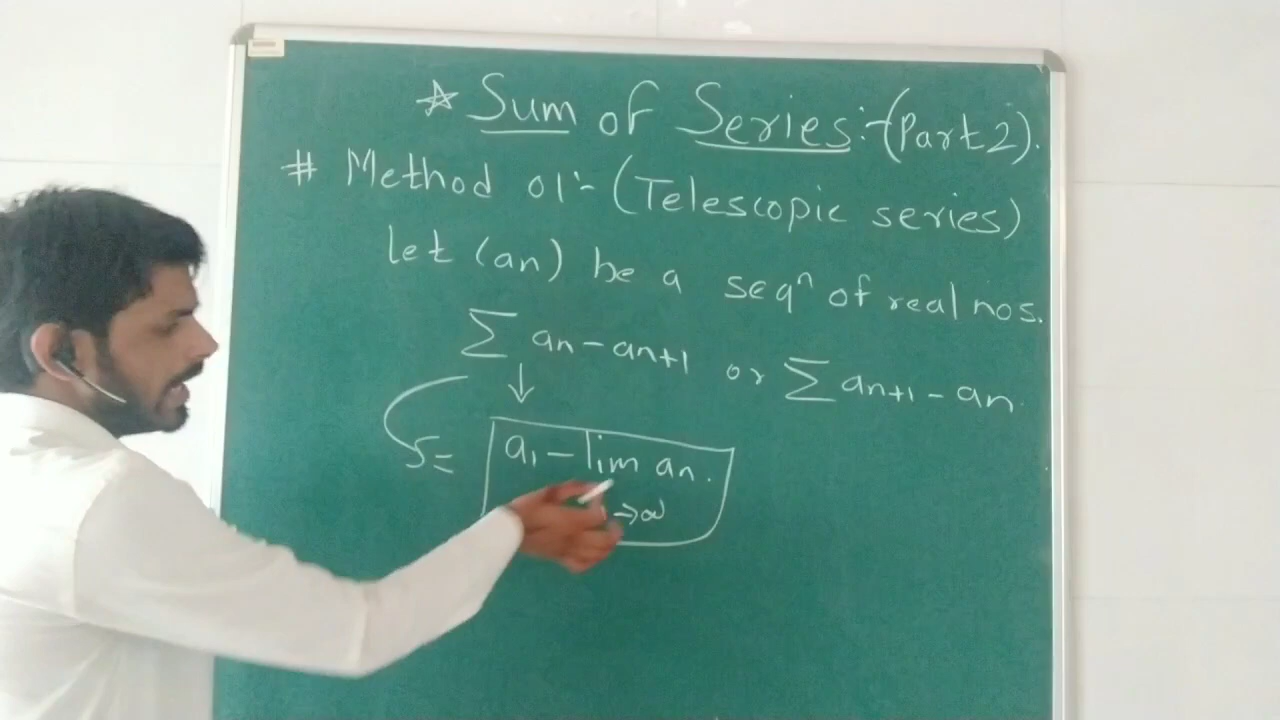 ☆ Sum of Series:-(Part 2).
# Method 01:- (Telescopic series)
let (an) be a seqⁿ of real nos.
∑ an - an+1 or ∑ an+1 - an.
↓
S = a₁ - lim an.
→∞